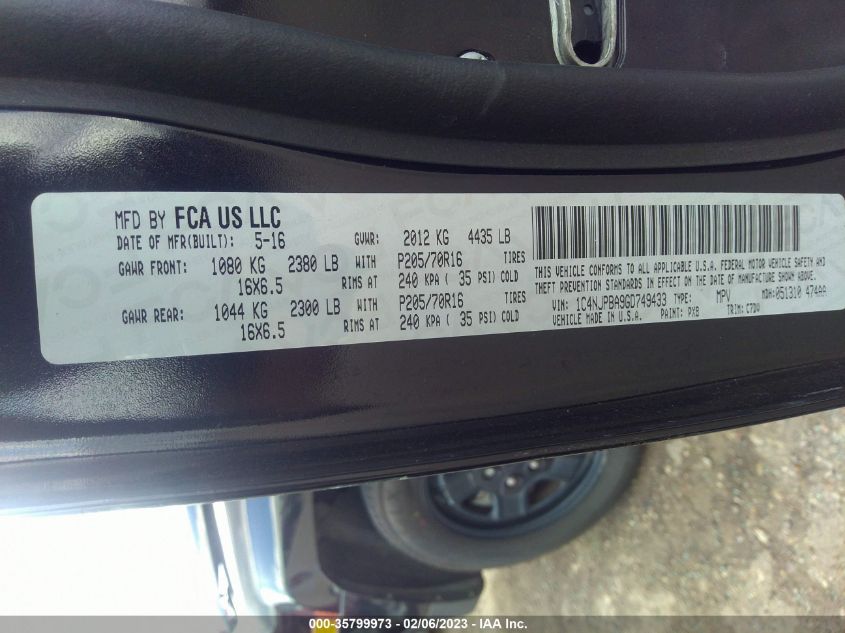 MFD BY FCA US LLC
DATE OF MFR(BUILT): 5-16 GVWR: 2012 KG 4435 LB
GAWR FRONT: 1080 KG 2380 LB WITH P205/70R16 TIRES
16X6.5 RIMS AT 240 KPA ( 35 PSI) COLD
GAWR REAR: 1044 KG 2300 LB WITH P205/70R16 TIRES
16X6.5 RIMS AT 240 KPA ( 35 PSI) COLD
THIS VEHICLE CONFORMS TO ALL APPLICABLE U.S.A. FEDERAL MOTOR VEHICLE SAFETY AND
THEFT PREVENTION STANDARDS IN EFFECT ON THE DATE OF MANUFACTURE SHOWN ABOVE.
VIN: 1C4NJPBA9GD749433 TYPE: MPV MDH: 051310 474AA
VEHICLE MADE IN U.S.A. PAINT: PXB TRIM: C7DV
000-35799973 - 02/06/2023 - IAA Inc.